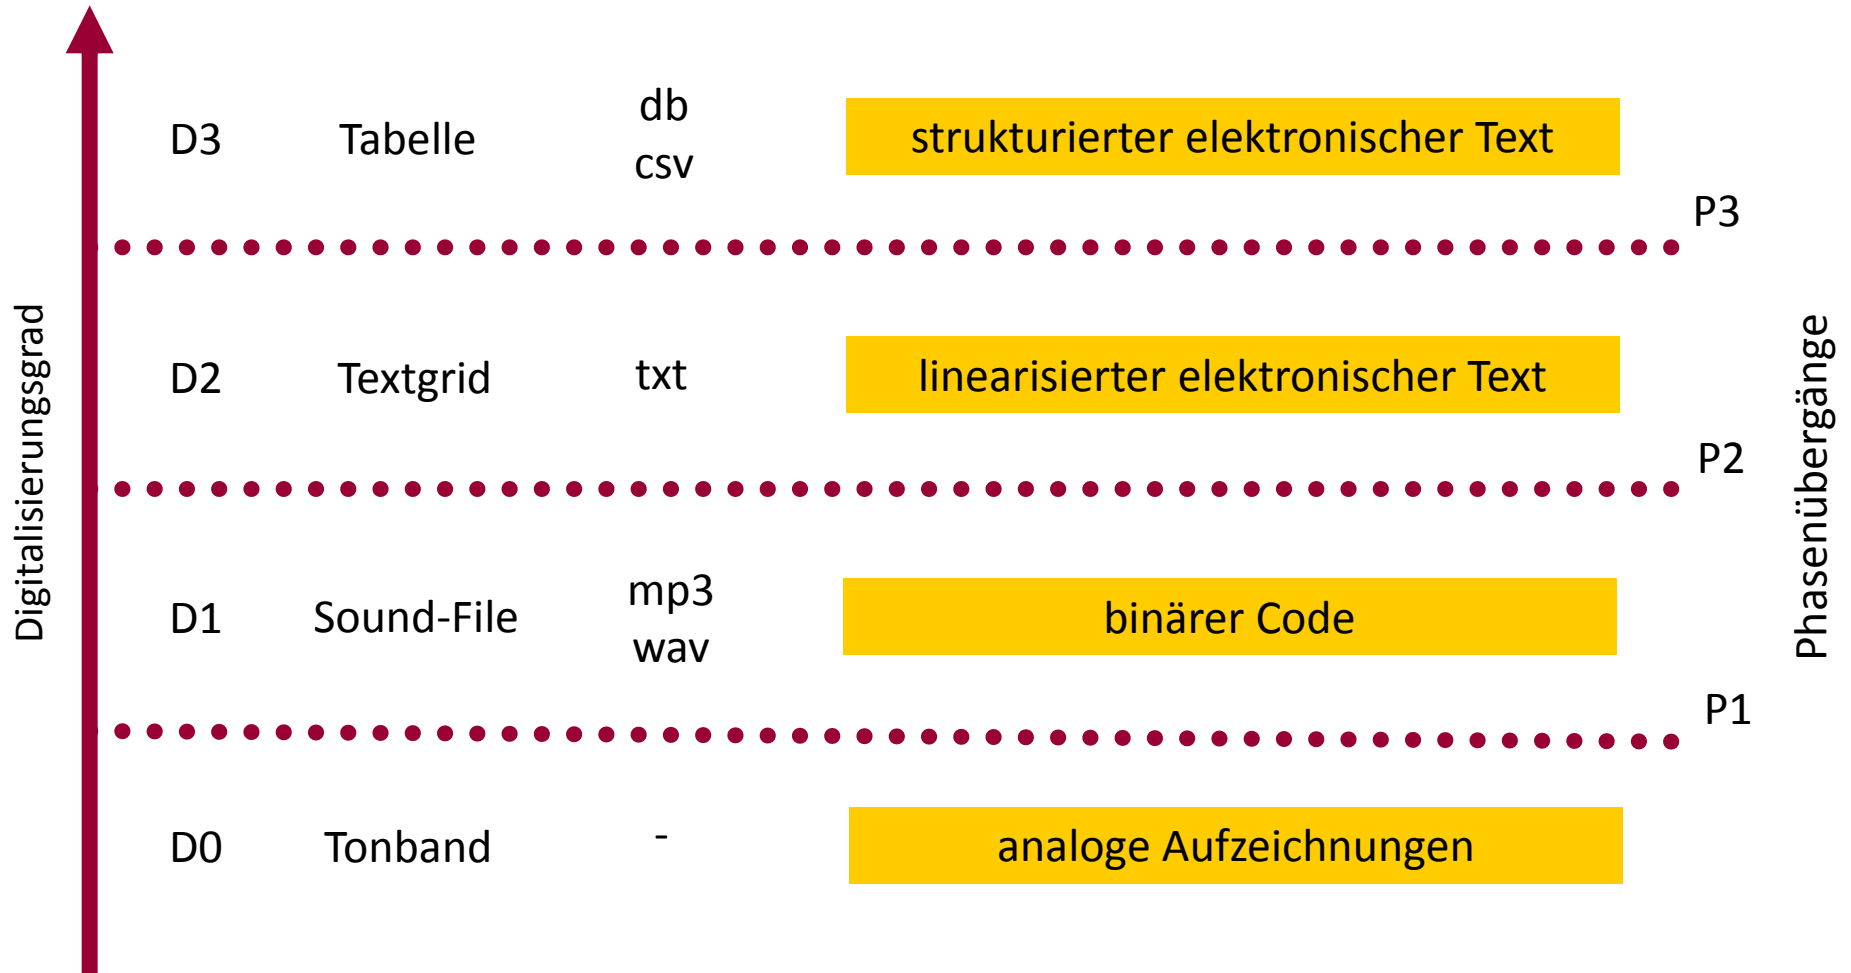 Digitalisierungsgrad
D3 Tabelle db csv strukturierter elektronischer Text
P3
D2 Textgrid txt linearisierter elektronischer Text
P2
D1 Sound-File mp3 wav binärer Code
P1
D0 Tonband - analoge Aufzeichnungen
Phasenübergänge